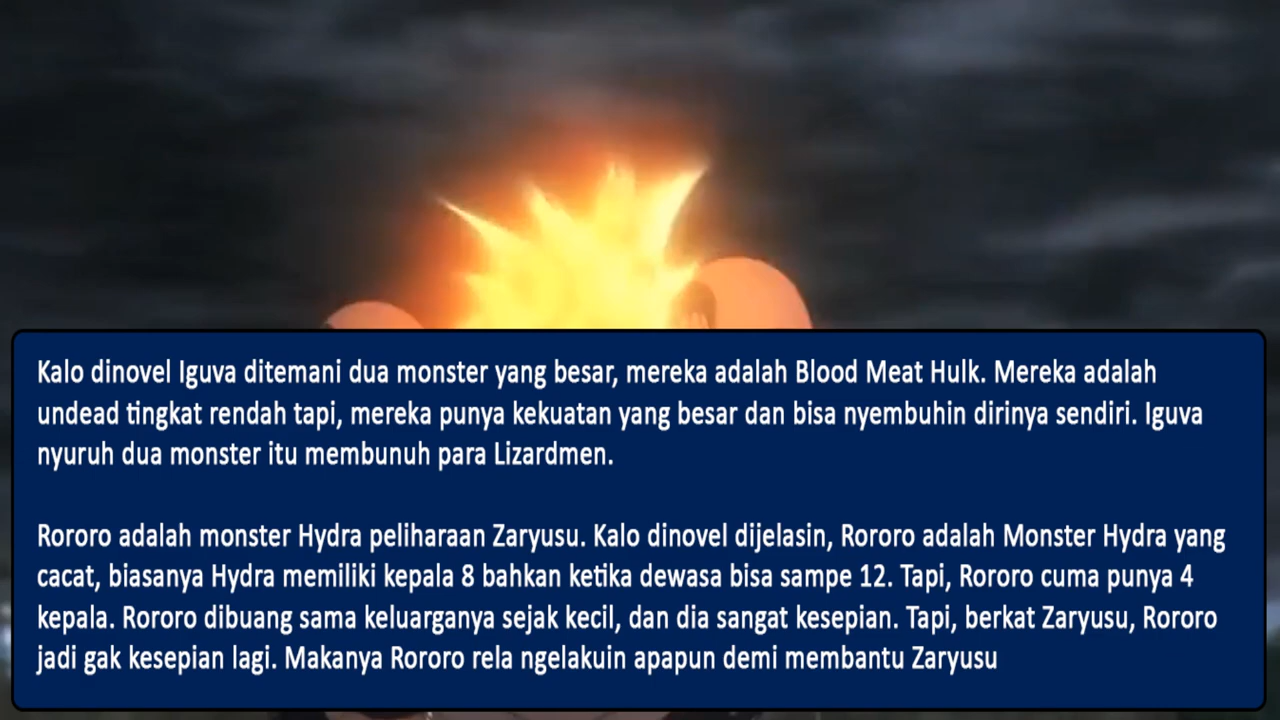 Kalo dinovel Iguva ditemani dua monster yang besar, mereka adalah Blood Meat Hulk. Mereka adalah
undead tingkat rendah tapi, mereka punya kekuatan yang besar dan bisa nyembuhin dirinya sendiri. Iguva
nyuruh dua monster itu membunuh para Lizardmen.
Rororo adalah monster Hydra peliharaan Zaryusu. Kalo dinovel dijelasin, Rororo adalah Monster Hydra yang
cacat, biasanya Hydra memiliki kepala 8 bahkan ketika dewasa bisa sampe 12. Tapi, Rororo cuma punya 4
kepala. Rororo dibuang sama keluarganya sejak kecil, dan dia sangat kesepian. Tapi, berkat Zaryusu, Rororo
jadi gak kesepian lagi. Makanya Rororo rela ngelakuin apapun demi membantu Zaryusu